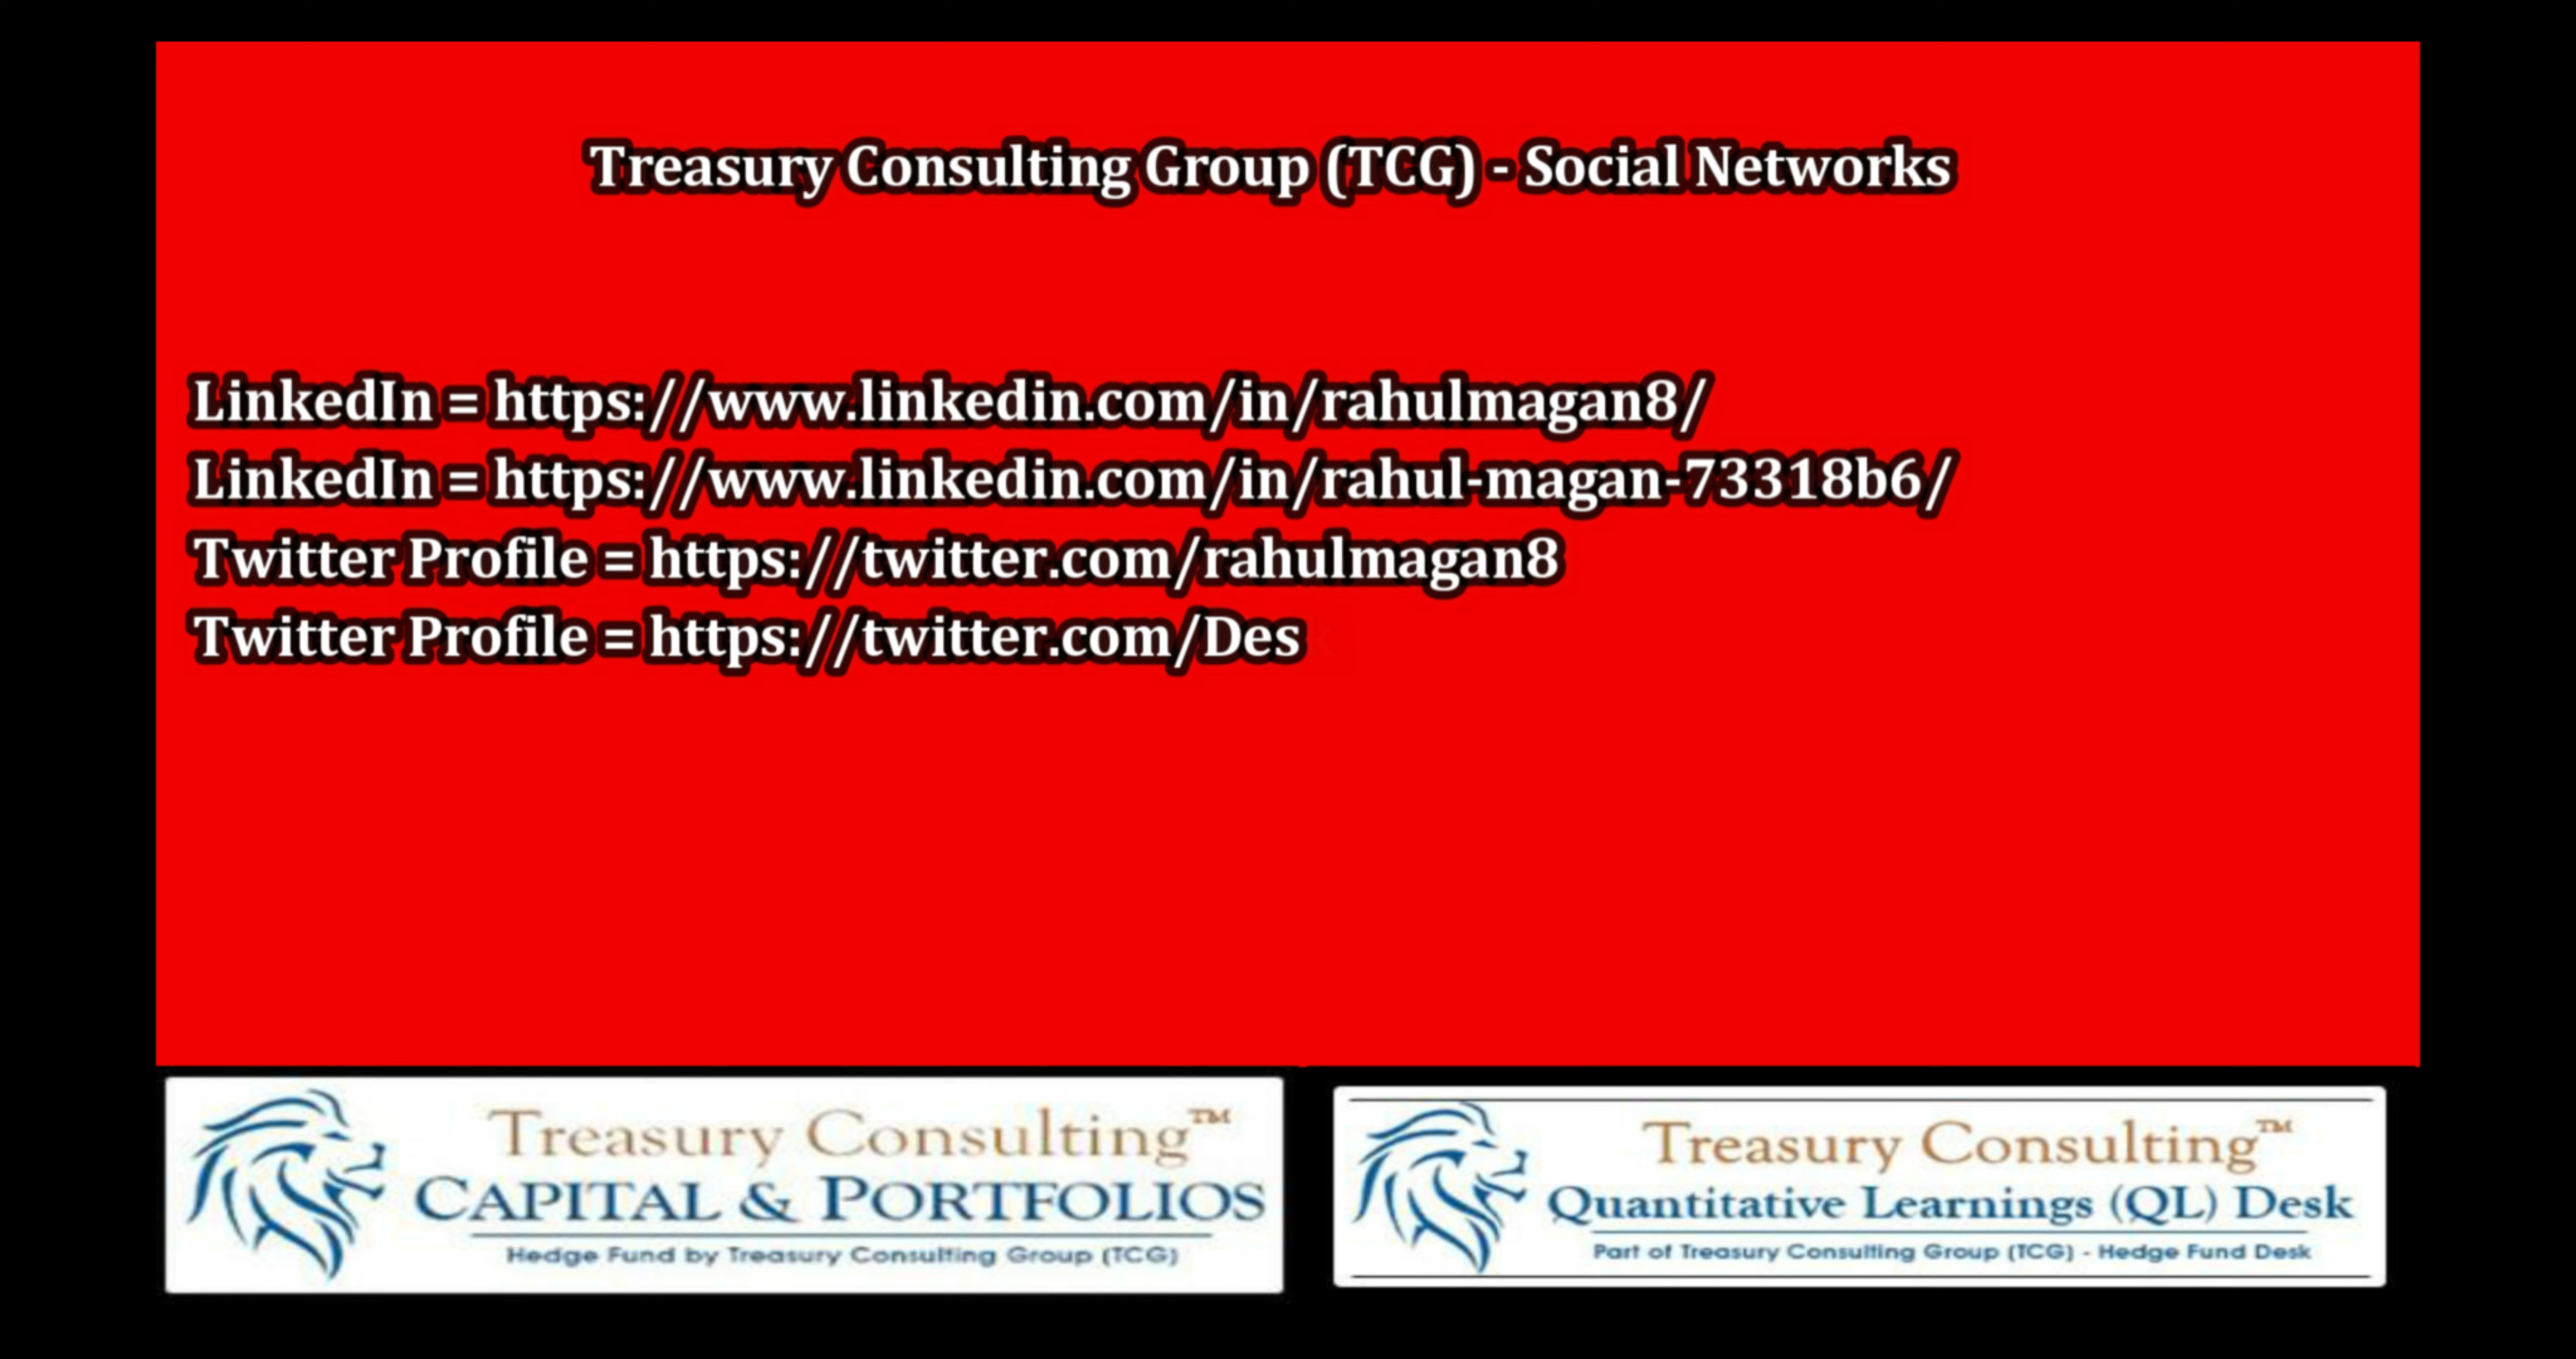 Treasury Consulting Group (TCG) - Social Networks
LinkedIn = https://www.linkedin.com/in/rahulmagan8/
LinkedIn = https://www.linkedin.com/in/rahul-magan-73318b6/
Twitter Profile = https://twitter.com/rahulmagan8
Twitter Profile = https://twitter.com/Des
Treasury Consulting™
CAPITAL & PORTFOLIOS
Hedge Fund by Treasury Consulting Group (TCG)
Treasury Consulting™
Quantitative Learnings (QL) Desk
Part of Treasury Consulting Group (TCG) - Hedge Fund Desk